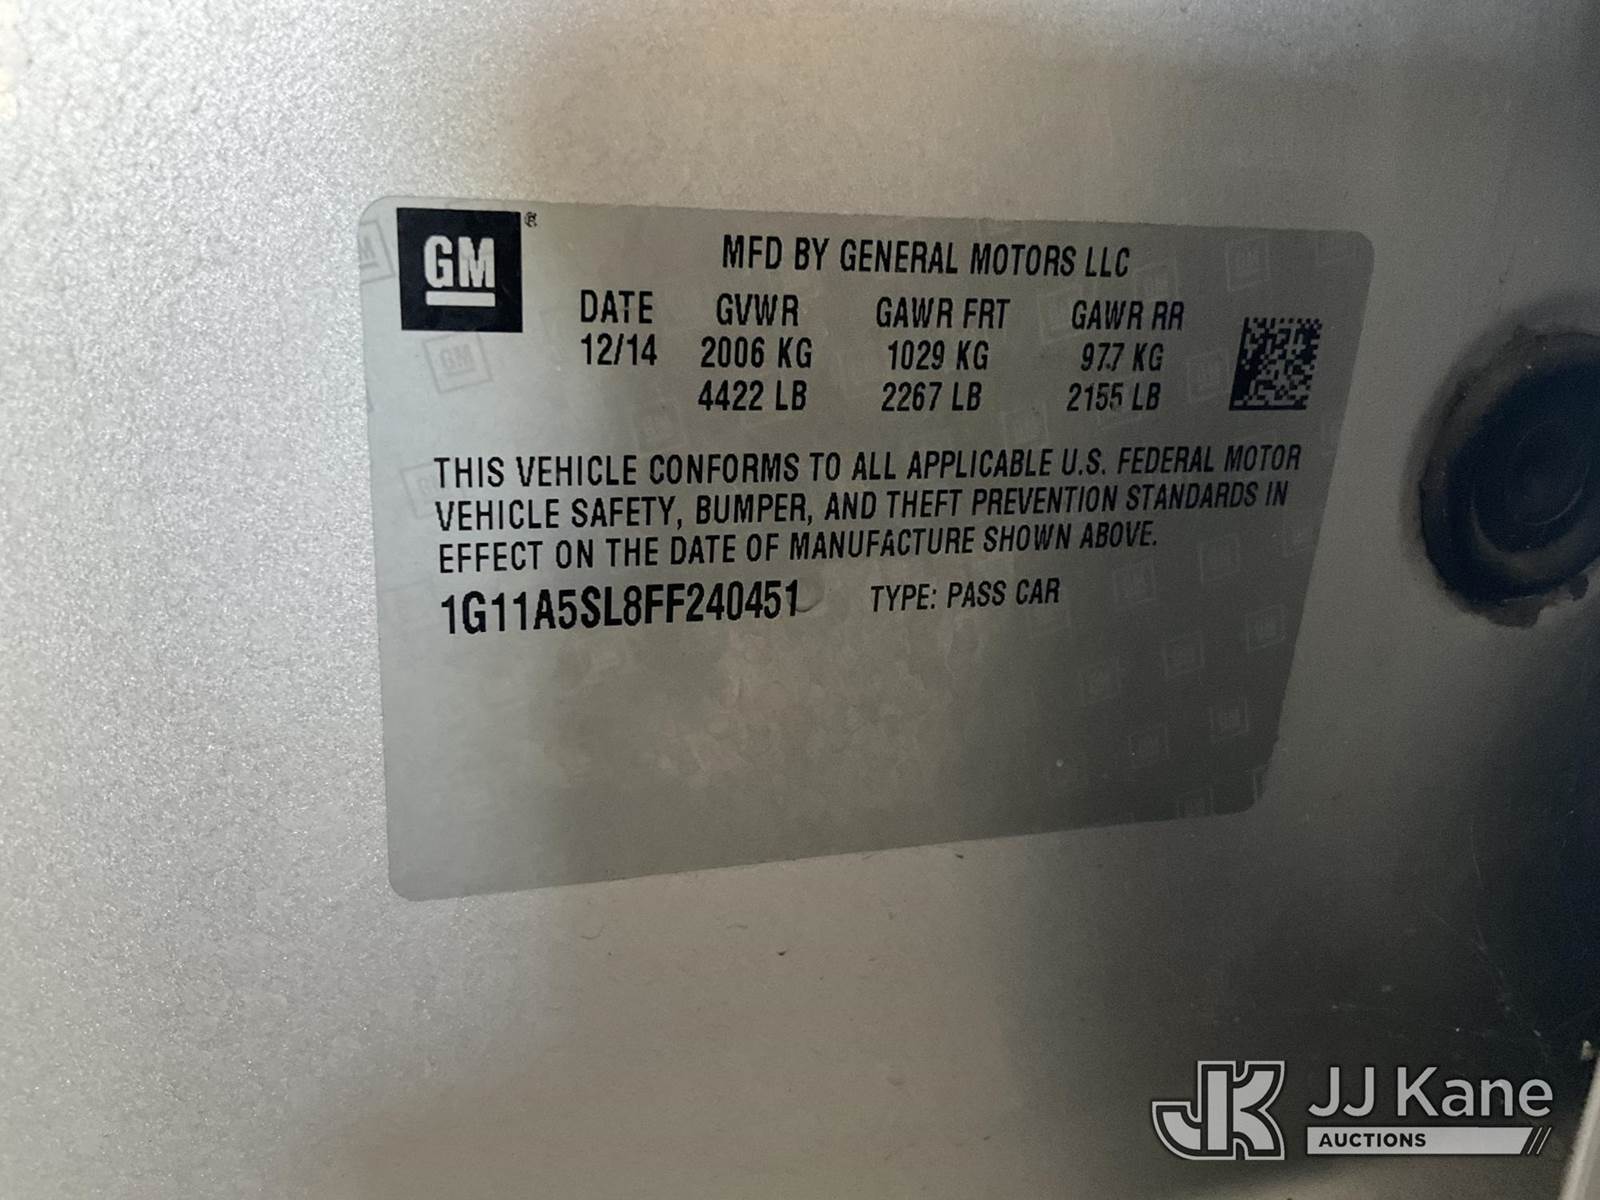 GM ®
MFD BY GENERAL MOTORS LLC
DATE GVWR GAWR FRT GAWR RR
12/14 2006 KG 1029 KG 977 KG
4422 LB 2267 LB 2155 LB
THIS VEHICLE CONFORMS TO ALL APPLICABLE U.S. FEDERAL MOTOR
VEHICLE SAFETY, BUMPER, AND THEFT PREVENTION STANDARDS IN
EFFECT ON THE DATE OF MANUFACTURE SHOWN ABOVE.
1G11A5SL8FF240451 TYPE: PASS CAR
JK JJ Kane
AUCTIONS